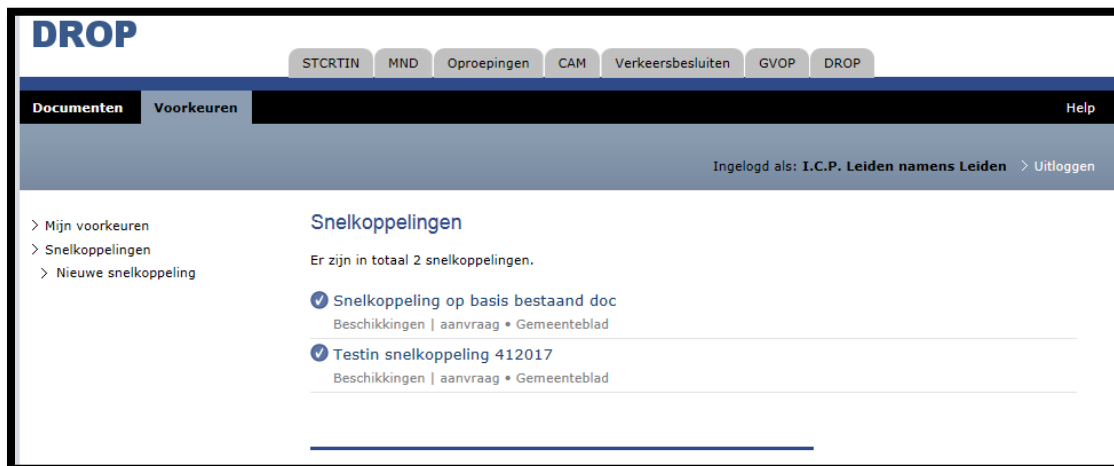 DROP
STCRTIN MND Oproepingen CAM Verkeersbesluiten GVOP DROP
Documenten Voorkeuren Help
Ingelogd als: I.C.P. Leiden namens Leiden > Uitloggen
> Mijn voorkeuren
> Snelkoppelingen
> Nieuwe snelkoppeling
Snelkoppelingen
Er zijn in totaal 2 snelkoppelingen.
Snelkoppeling op basis bestaand doc
Beschikkingen | aanvraag • Gemeenteblad
Testin snelkoppeling 412017
Beschikkingen | aanvraag • Gemeenteblad